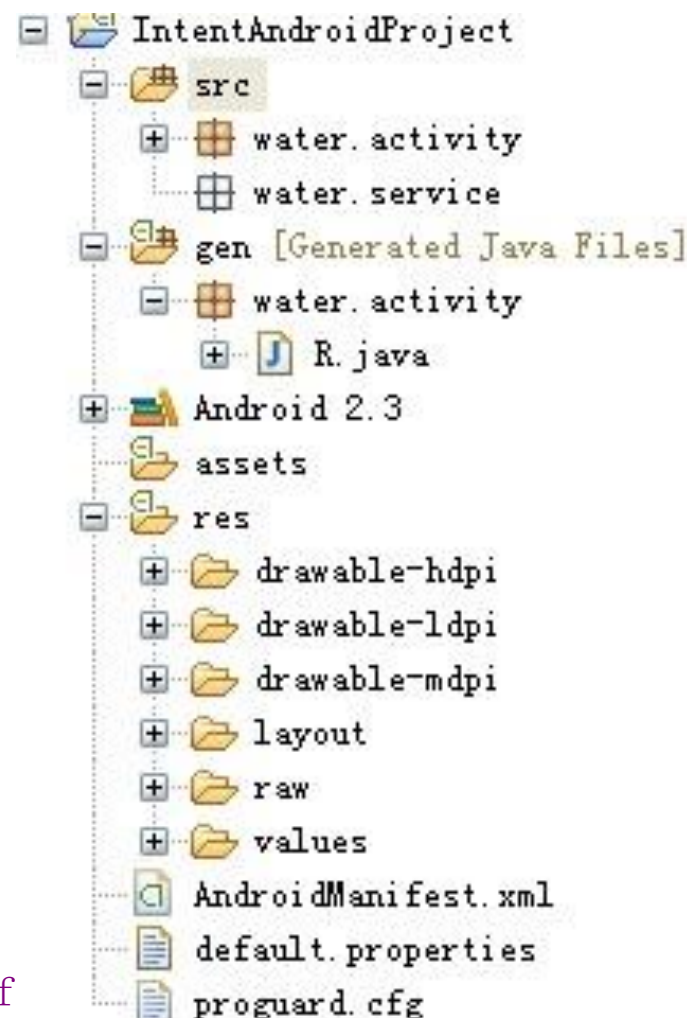 IntentAndroidProject
src
water.activity
water.service
gen [Generated Java Files]
water.activity
R.java
Android 2.3
assets
res
drawable-hdpi
drawable-ldpi
drawable-mdpi
layout
raw
values
AndroidManifest.xml
default.properties
f
proguard.cfg